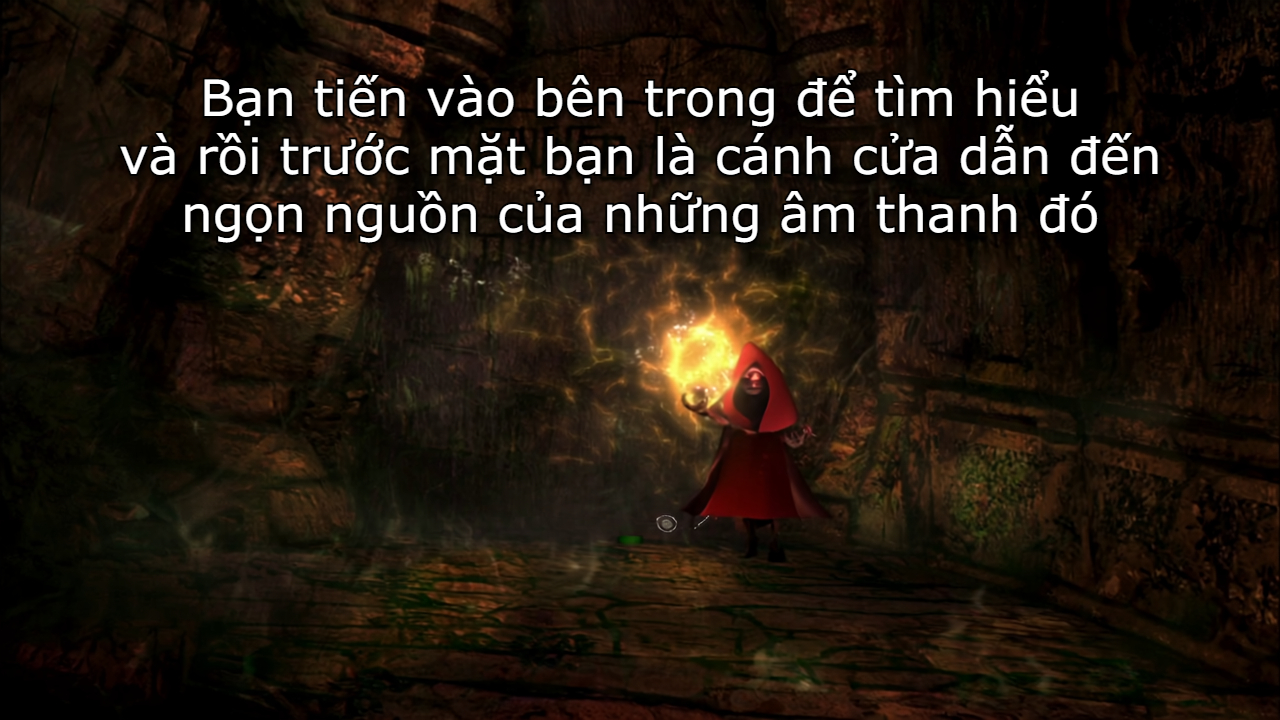 Bạn tiến vào bên trong để tìm hiểu
và rồi trước mặt bạn là cánh cửa dẫn đến
ngọn nguồn của những âm thanh đó